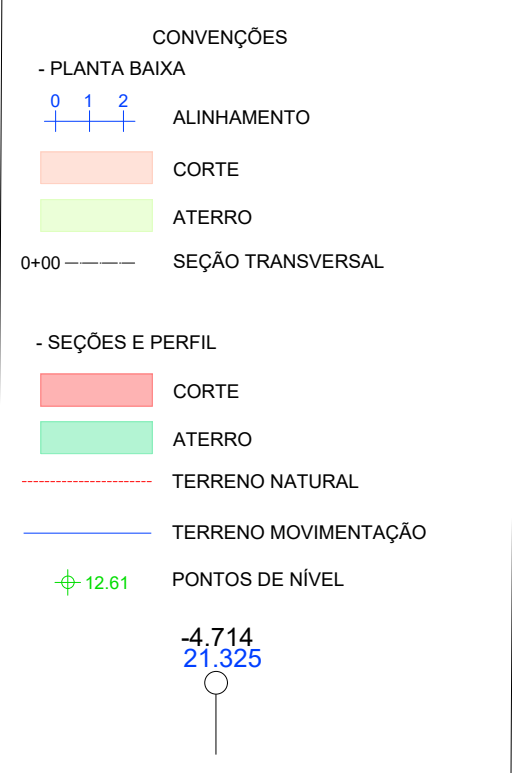 CONVENÇÕES
- PLANTA BAIXA
0 1 2
ALINHAMENTO
CORTE
ATERRO
0+00 SEÇÃO TRANSVERSAL
- SEÇÕES E PERFIL
CORTE
ATERRO
TERRENO NATURAL
TERRENO MOVIMENTAÇÃO
12.61 PONTOS DE NÍVEL
-4.714
21.325